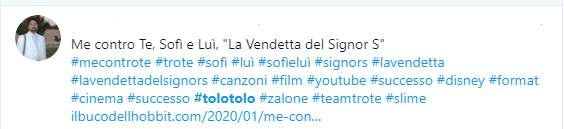 Me contro Te, Sofì e Luì, "La Vendetta del Signor S"
#mecontrote #trote #sofì #luì #sofieluì #signors #lavendetta
#lavendettadelsignors #canzoni #film #youtube #successo #disney #format
#cinema #successo #tolotolo #zalone #teamtrote #slime
ilbucodellhobbit.com/2020/01/me-con...